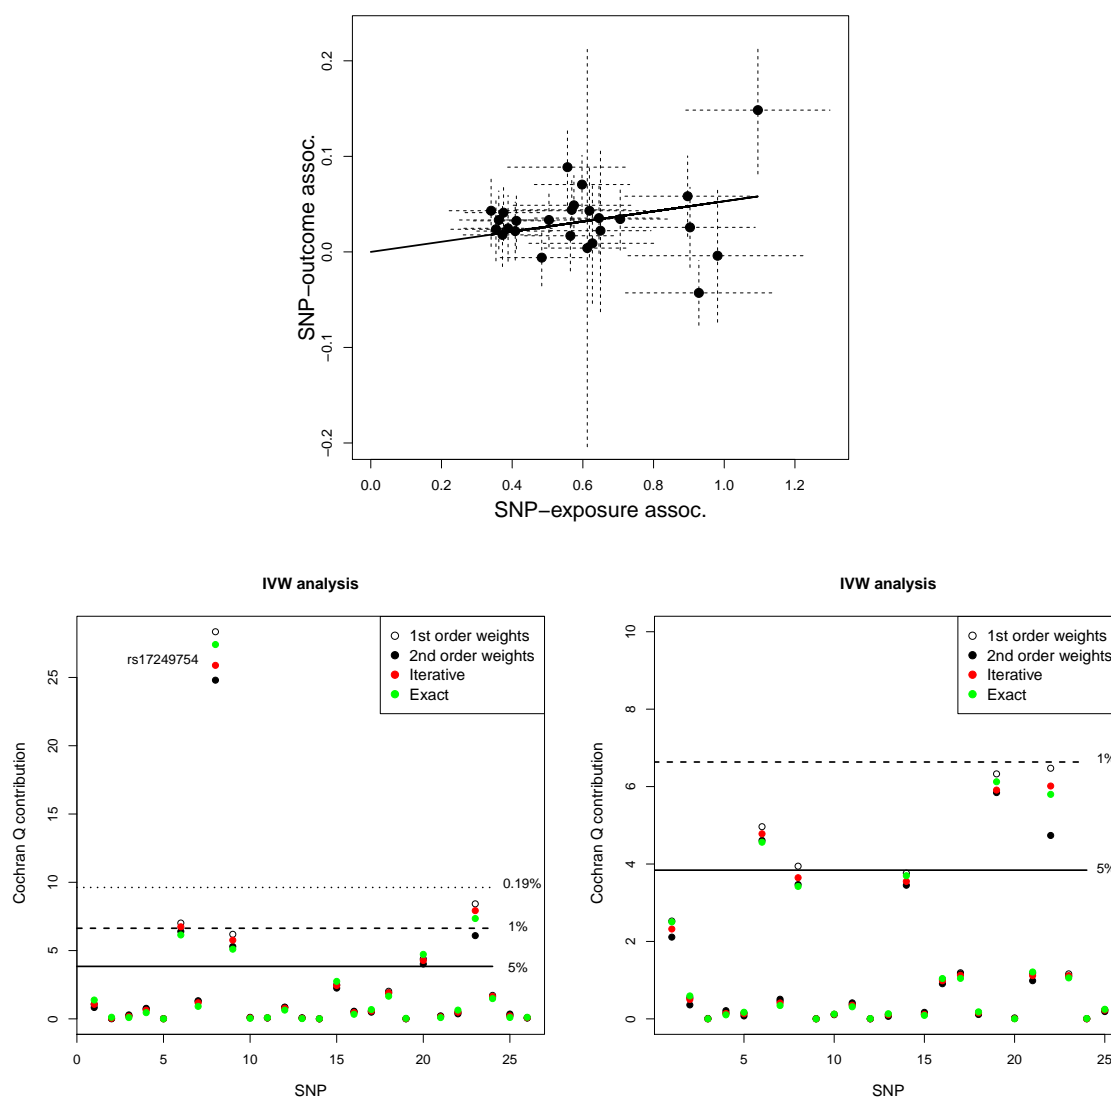 0.2
0.1
0.0
−0.1
−0.2
SNP−outcome assoc.
0.0 0.2 0.4 0.6 0.8 1.0 1.2
SNP−exposure assoc.
IVW analysis
25
20
15
10
5
0
Cochran Q contribution
rs17249754
1st order weights
2nd order weights
Iterative
Exact
0.19%
1%
5%
0 5 10 15 20 25
SNP
IVW analysis
10
8
6
4
2
0
Cochran Q contribution
1st order weights
2nd order weights
Iterative
Exact
1%
5%
5 10 15 20 25
SNP